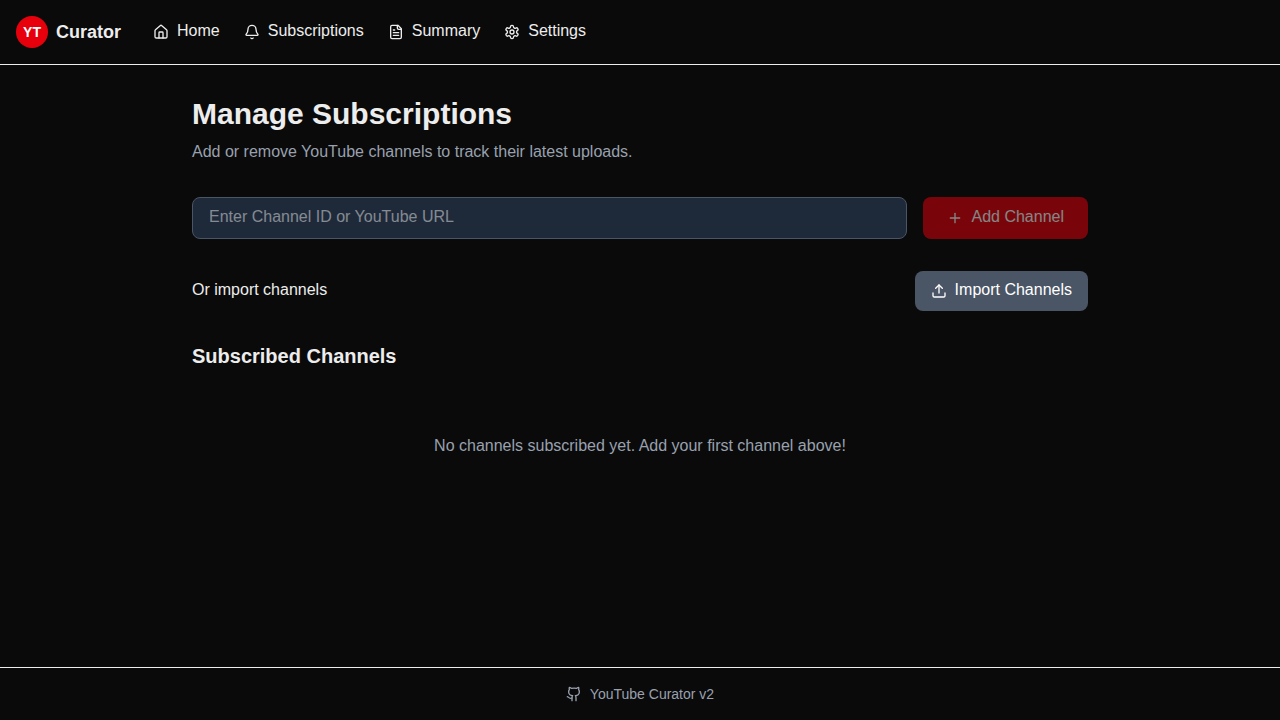 YT Curator Home Subscriptions Summary Settings
Manage Subscriptions
Add or remove YouTube channels to track their latest uploads.
Enter Channel ID or YouTube URL Add Channel
Or import channels Import Channels
Subscribed Channels
No channels subscribed yet. Add your first channel above!
YouTube Curator v2